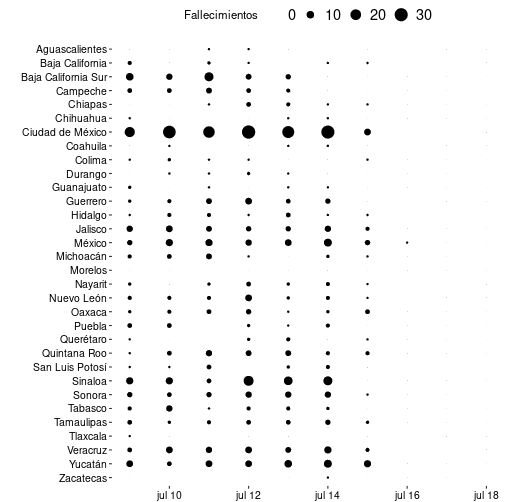 Fallecimientos 0 10 20 30
Aguascalientes
Baja California
Baja California Sur
Campeche
Chiapas
Chihuahua
Ciudad de México
Coahuila
Colima
Durango
Guanajuato
Guerrero
Hidalgo
Jalisco
México
Michoacán
Morelos
Nayarit
Nuevo León
Oaxaca
Puebla
Querétaro
Quintana Roo
San Luis Potosí
Sinaloa
Sonora
Tabasco
Tamaulipas
Tlaxcala
Veracruz
Yucatán
Zacatecas
jul 10 jul 12 jul 14 jul 16 jul 18